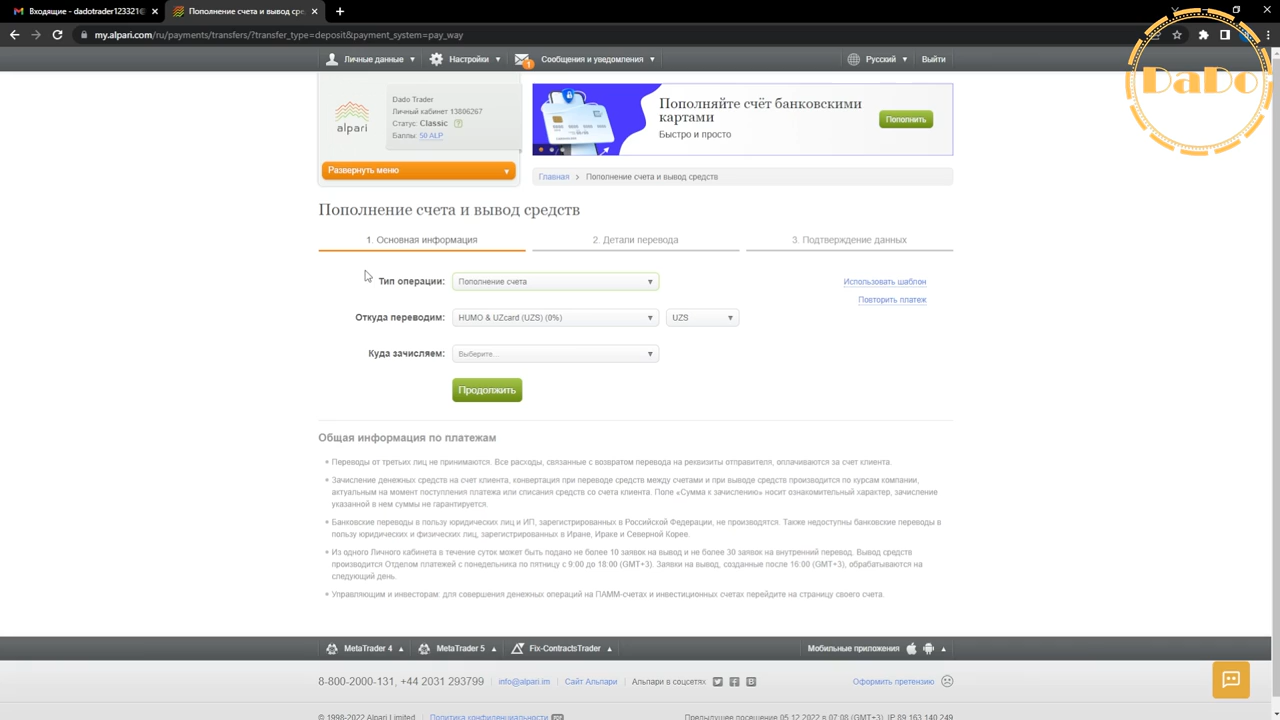 Входящие - dadotrader1233210
Пополнение счета и вывод сре
my.alpari.com/ru/payments/transfers/?transfer_type=deposit&payment_system=pay_way
Личные данные
Настройки
1
Сообщения и уведомления
Русский
Выйти
DaDo
alpari
Dado Trader
Личный кабинет 13806267
Статус: Classic ?
Баллы: 50 ALP
Развернуть меню
Пополняйте счёт банковскими
картами
Быстро и просто
Пополнить
Главная > Пополнение счета и вывод средств
Пополнение счета и вывод средств
1. Основная информация
2. Детали перевода
3. Подтверждение данных
Тип операции: Пополнение счета
Использовать шаблон
Повторить платеж
Откуда переводим: HUMO & UZcard (UZS) (0%) UZS
Куда зачисляем: Выберите...
Продолжить
Общая информация по платежам
Переводы от третьих лиц не принимаются. Все расходы, связанные с возвратом перевода на реквизиты отправителя, оплачиваются за счет клиента.
Зачисление денежных средств на счет клиента, конвертация при переводе средств между счетами и при выводе средств производится по курсам компании,
актуальным на момент поступления платежа или списания средств со счета клиента. Поле «Сумма к зачислению» носит ознакомительный характер, зачисление
указанной в нем суммы не гарантируется.
Банковские переводы в пользу юридических лиц и ИП, зарегистрированных в Российской Федерации, не производятся. Также недоступны банковские переводы в
пользу юридических и физических лиц, зарегистрированных в Иране, Ираке и Северной Корее.
Из одного Личного кабинета в течение суток может быть подано не более 10 заявок на вывод и не более 30 заявок на внутренний перевод. Вывод средств
производится Отделом платежей с понедельника по пятницу с 9:00 до 18:00 (GMT+3). Заявки на вывод, созданные после 16:00 (GMT+3), обрабатываются на
следующий день.
Управляющим и инвесторам: для совершения денежных операций на ПАММ-счетах и инвестиционных счетах перейдите на страницу своего счета.
MetaTrader 4
MetaTrader 5
Fix-ContractsTrader
Мобильные приложения
8-800-2000-131, +44 2031 293799
info@alpari.im
Сайт Альпари
Альпари в соцсетях
Оформить претензию
© 1998-2022 Alpari Limited
Политика конфиденциальности
Предыдущее посещение 05.12.2022 в 07:08 (GMT+3), IP 89.163.140.249